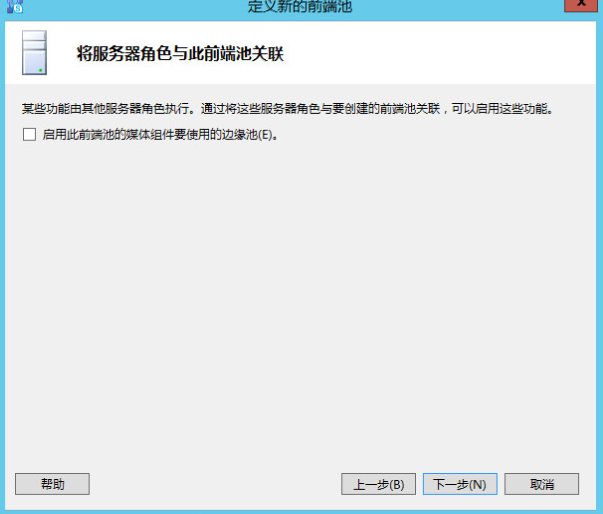 定义新的前端池
x
将服务器角色与此前端池关联
某些功能由其他服务器角色执行。通过将这些服务器角色与要创建的前端池关联，可以启用这些功能。
启用此前端池的媒体组件要使用的边缘池(E)。
帮助 上一步(B) 下一步(N) 取消